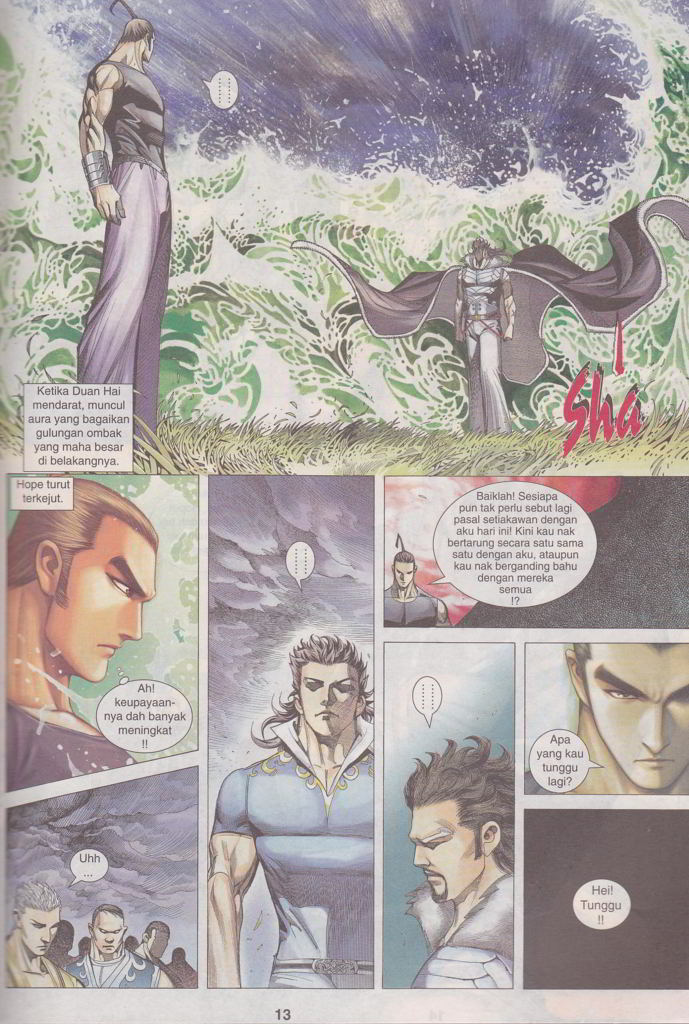 ......
Ketika Duan Hai
mendarat, muncul
aura yang bagaikan
gulungan ombak
yang maha besar
di belakangnya.
Sha
Hope turut
terkejut.
Ah!
keupayaan-
nya dah banyak
meningkat
!!
Uhh
...
......
Baiklah! Sesiapa
pun tak perlu sebut lagi
pasal setiakawan dengan
aku hari ini! Kini kau nak
bertarung secara satu sama
satu dengan aku, ataupun
kau nak berganding bahu
dengan mereka
semua
!?
......
Apa
yang kau
tunggu
lagi?
Hei!
Tunggu
!!
13